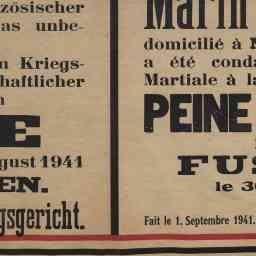 zösischer
as unbe-
n Kriegs-
haftlicher
n
E
ugust 1941
EN.
gsgericht.
Marin
domicilié à
a été conda
Martiale à la
PEINE
FUS
le 30
Fait le 1. Septembre 1941.